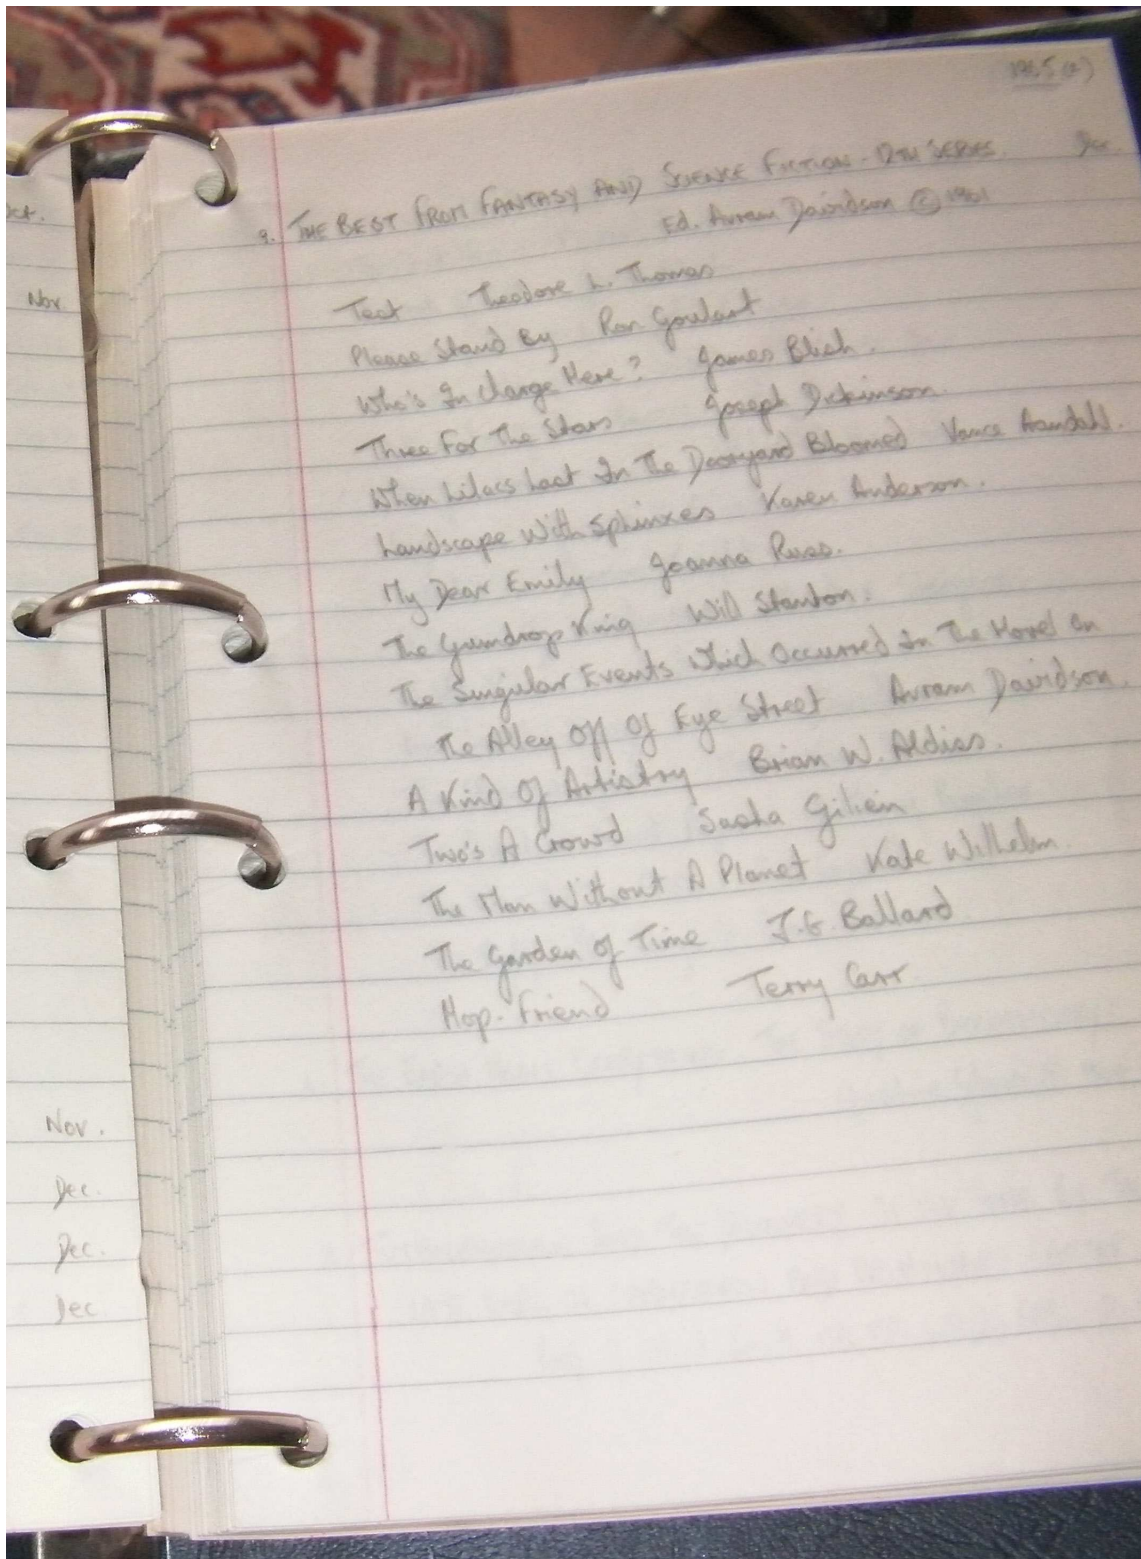 Oct.
Nov.
Nov.
Dec.
Dec.
Dec
1965 (2)
9. THE BEST FROM FANTASY AND SCIENCE FICTION - 12TH SERIES. Dec.
Ed. Avram Davidson © 1961
Test Theodore L. Thomas
Please Stand By Ron Goulart
Who's In Charge Here? James Blish.
Three For The Stars Joseph Dickinson.
When Lilacs Last In The Dooryard Bloomed Vance Aandahl.
Landscape With Sphinxes Karen Anderson.
My Dear Emily Joanna Russ.
The Gumdrop King Will Stanton.
The Singular Events Which Occurred In The Hovel On
The Alley Off Of Eye Street Avram Davidson.
A Kind Of Artistry Brian W. Aldiss.
Two's A Crowd Sasha Gilien
The Man Without A Planet Kate Wilhelm.
The Garden of Time J.G. Ballard
Hop-Friend Terry Carr.